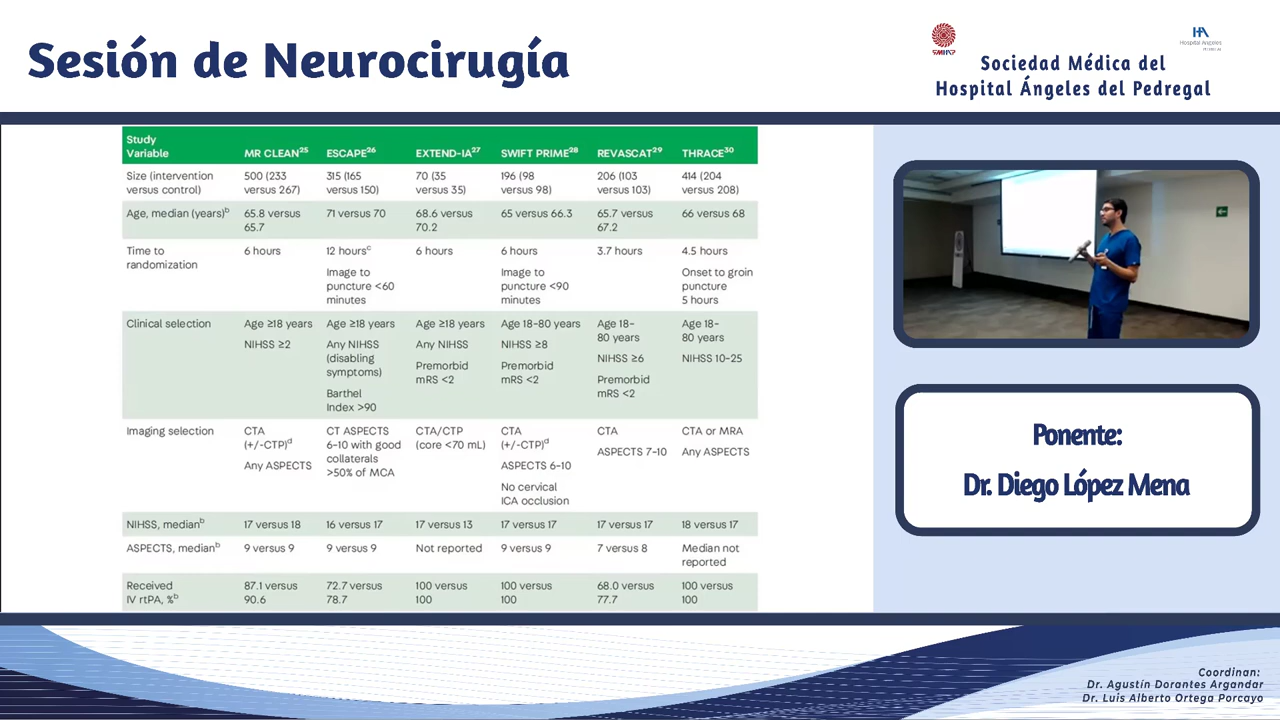 Sesión de Neurocirugía
Hospital Ángeles
Sociedad Médica del
Hospital Ángeles del Pedregal
Study
Variable
MR CLEAN25
ESCAPE26
EXTEND-IA27
SWIFT PRIME28
REVASCAT29
THRACE30
Size (intervention
versus control)
500 (233
versus 267)
315 (165
versus 150)
70 (35
versus 35)
196 (98
versus 98)
206 (103
versus 103)
414 (204
versus 208)
Age, median (years)b
65.8 versus
65.7
71 versus 70
68.6 versus
70.2
65 versus 66.3
65.7 versus
67.2
66 versus 68
Time to
randomization
6 hours
12 hoursc
Image to
puncture <60
minutes
6 hours
6 hours
Image to
puncture <90
minutes
3.7 hours
4.5 hours
Onset to groin
puncture
5 hours
Clinical selection
Age ≥18 years
NIHSS ≥2
Age ≥18 years
Any NIHSS
(disabling
symptoms)
Barthel
Index >90
Age ≥18 years
Any NIHSS
Premorbid
mRS <2
Age 18–80 years
NIHSS ≥8
Premorbid
mRS <2
Age 18–
80 years
NIHSS ≥6
Premorbid
mRS <2
Age 18–
80 years
NIHSS 10–25
Imaging selection
CTA
(+/-CTP)d
Any ASPECTS
CT ASPECTS
6–10 with good
collaterals
>50% of MCA
CTA/CTP
(core <70 mL)
CTA
(+/-CTP)d
ASPECTS 6–10
No cervical
ICA occlusion
CTA
ASPECTS 7–10
CTA or MRA
Any ASPECTS
NIHSS, medianb
17 versus 18
16 versus 17
17 versus 13
17 versus 17
17 versus 17
18 versus 17
ASPECTS, medianb
9 versus 9
9 versus 9
Not reported
9 versus 9
7 versus 8
Median not
reported
Received
IV rtPA, %b
87.1 versus
90.6
72.7 versus
78.7
100 versus
100
100 versus
100
68.0 versus
77.7
100 versus
100
Ponente:
Dr. Diego López Mena
Coordinan:
Dr. Agustín Dorantes Argandar
Dr. Luis Alberto Ortega Porcayo